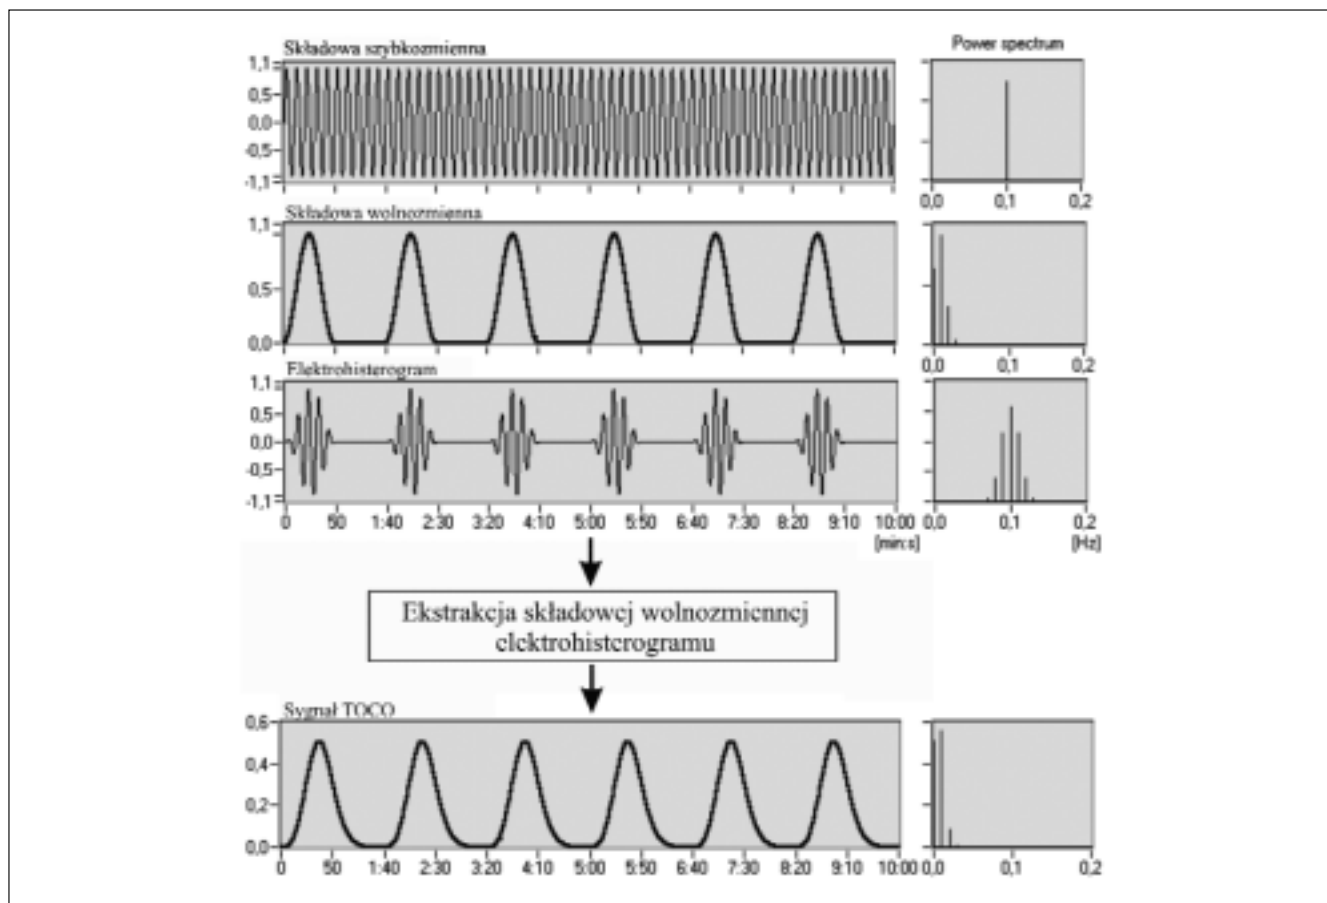 Składowa szybkozmienna
Power spectrum
1,1
0,5
0,0
-0,5
-1,1
0,0 0,1 0,2
Składowa wolnozmienna
1,1
0,5
0,0
0,0 0,1 0,2
Elektrohisterogram
1,1
0,5
0,0
-0,5
-1,1
0 50 1:40 2:30 3:20 4:10 5:00 5:50 6:40 7:30 8:20 9:10 10:00
[min:s]
0,0 0,1 0,2
[Hz]
Ekstrakcja składowej wolnozmiennej
elektrohisterogramu
Sygnał TOCO
0,6
0,4
0,2
0,0
0 50 1:40 2:30 3:20 4:10 5:00 5:50 6:40 7:30 8:20 9:10 10:00
0,0 0,1 0,2